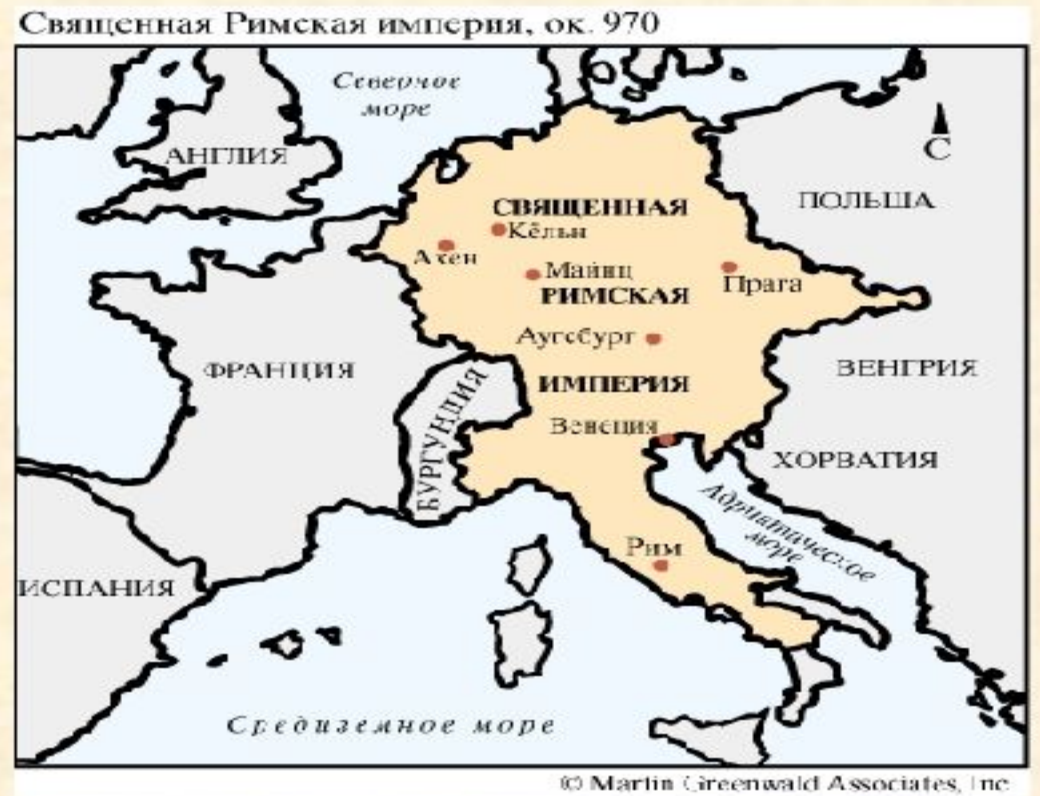 Священная Римская империя, ок. 970
Северное
море
С
АНГЛИЯ
ПОЛЬША
СВЯЩЕННАЯ
Кёльн
Ахен
Майнц
Прага
РИМСКАЯ
Аугсбург
ФРАНЦИЯ
ВЕНГРИЯ
ИМПЕРИЯ
БУРГУНДИЯ
Венеция
ХОРВАТИЯ
Адриатическое
море
Рим
ИСПАНИЯ
Средиземное море
© Martin Greenwald Associates, Inc